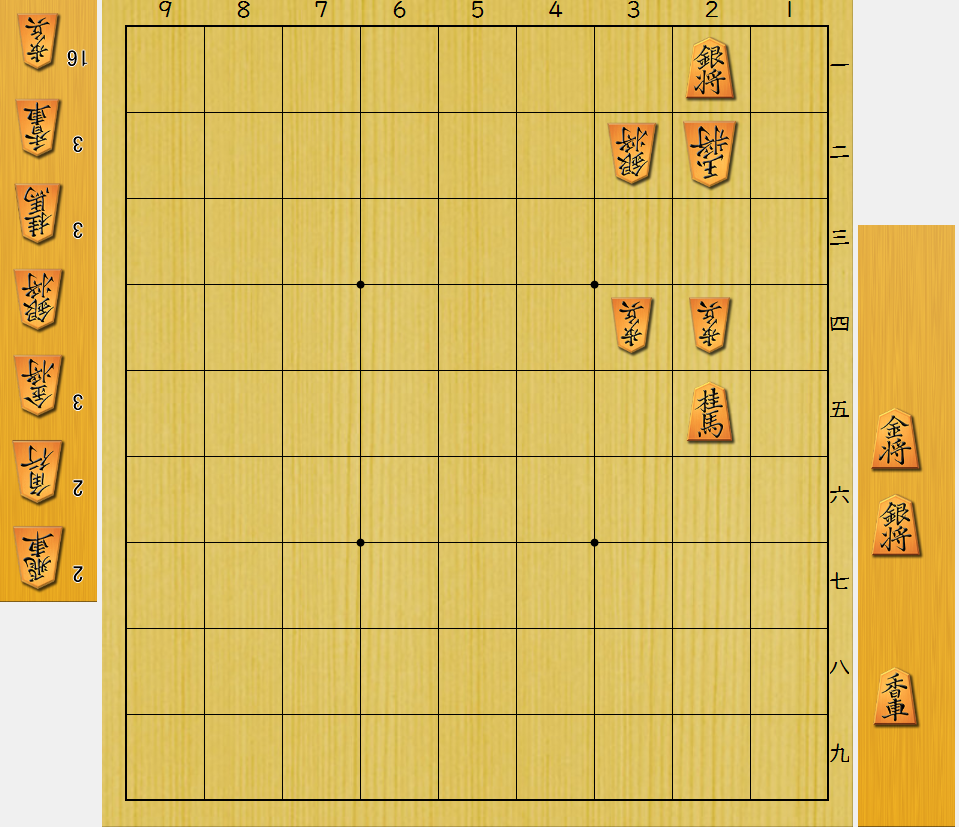 9 8 7 6 5 4 3 2 1
銀将 一
銀将 玉将 二
三
歩兵 歩兵 四
桂馬 五
六
七
八
九
歩兵 16
香車 3
桂馬 3
銀将
金将 3
角行 2
飛車 2
金将
銀将
香車